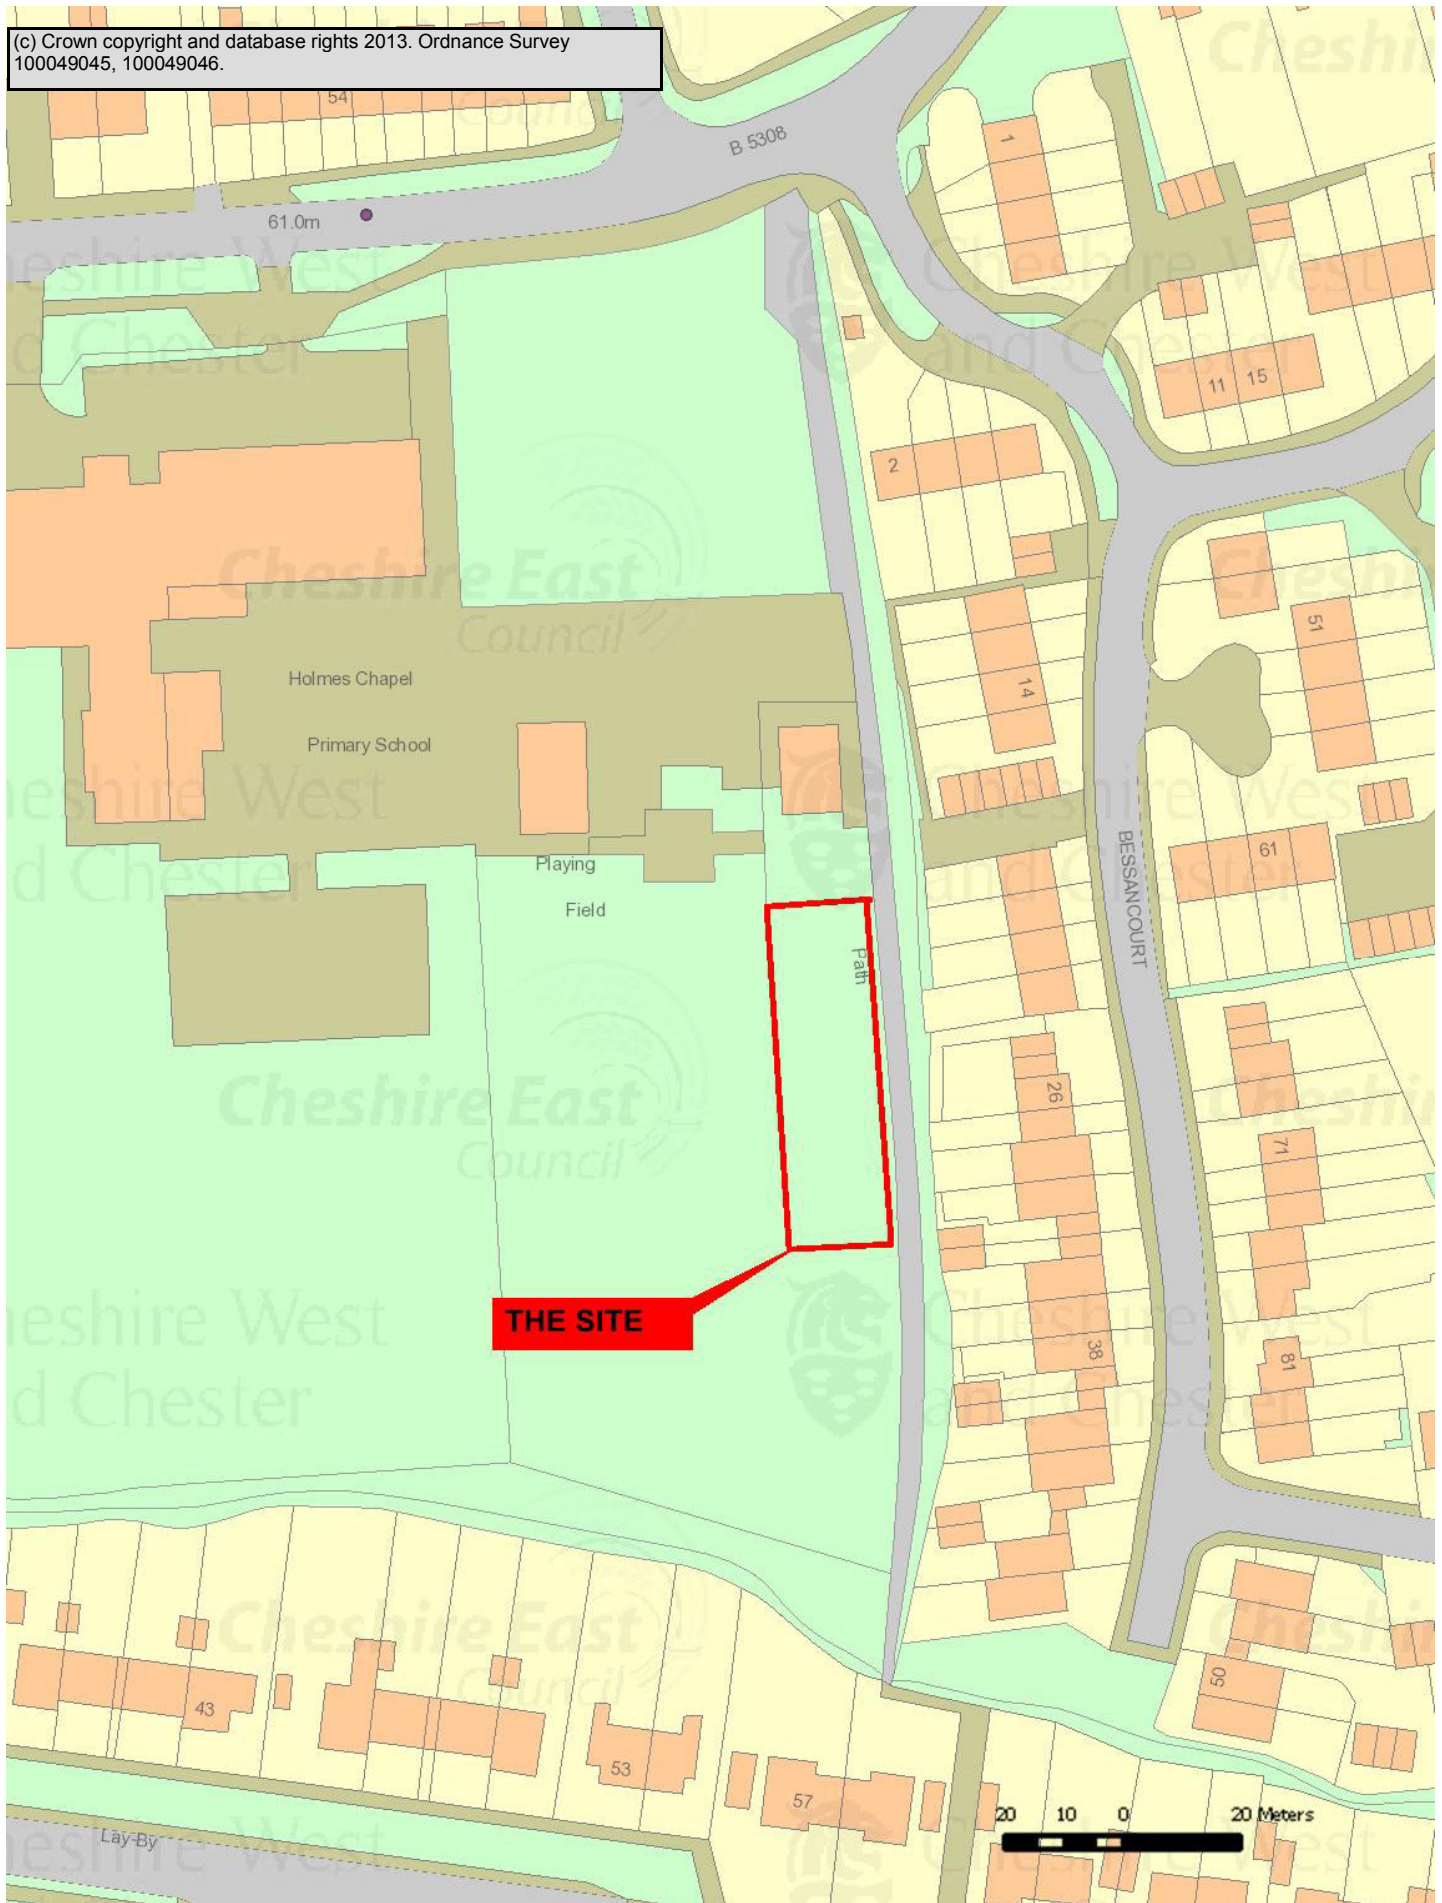 (c) Crown copyright and database rights 2013. Ordnance Survey
100049045, 100049046.
54
B 5308
1
61.0m
11
15
2
51
14
Holmes Chapel
Primary School
Playing
Field
61
BESSANCOURT
Path
26
71
THE SITE
38
81
50
43
53
57
20 10 0 20 Meters
Lay-By
Cheshire East
Council
Cheshire West
and Chester